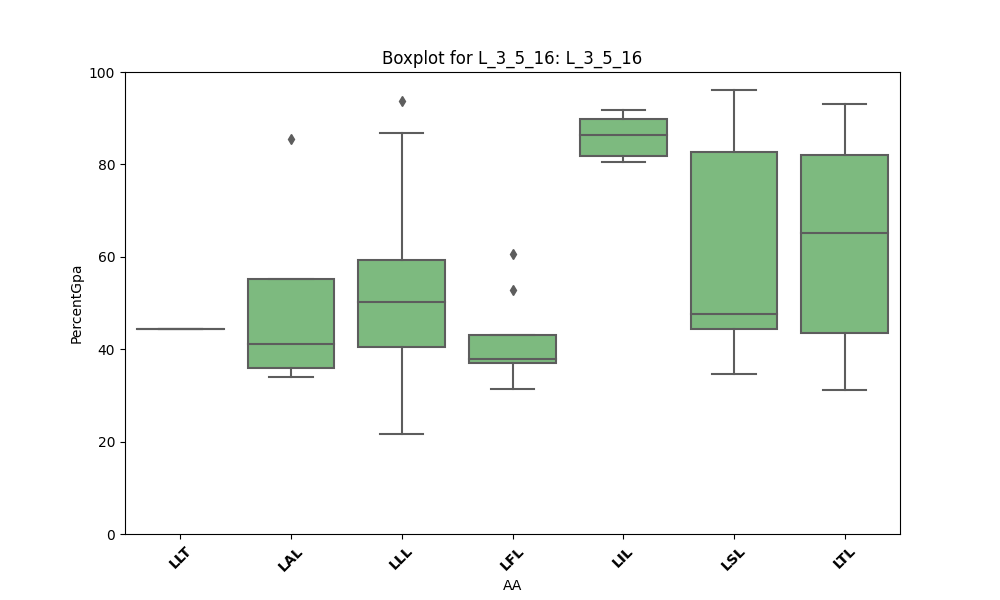 Boxplot for L_3_5_16: L_3_5_16
100
80
60
40
20
0
PercentGpa
LLT
LAL
LLL
LFL
LIL
LSL
LTL
AA